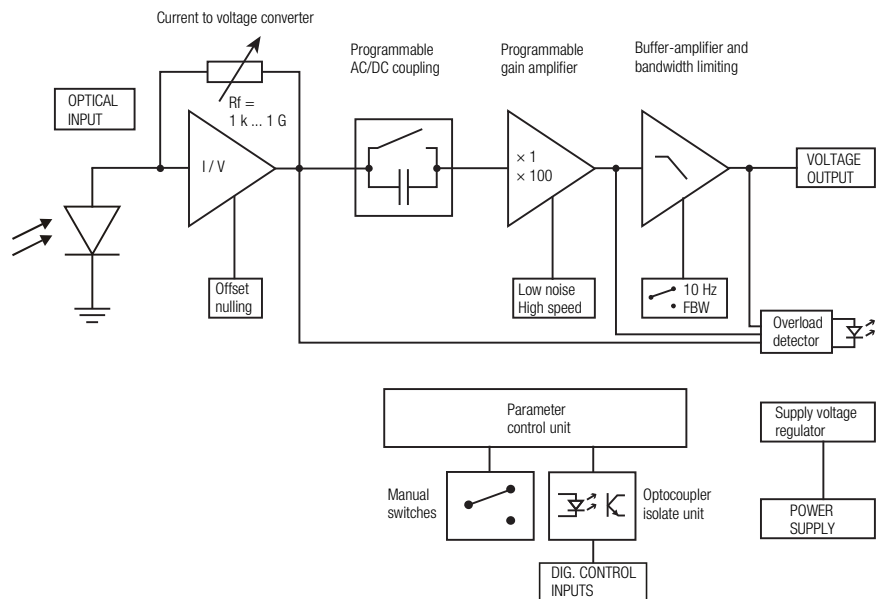 Current to voltage converter
Programmable
AC/DC coupling
Programmable
gain amplifier
Buffer-amplifier and
bandwidth limiting
OPTICAL
INPUT
Rf =
1 k ... 1 G
I / V
× 1
× 100
VOLTAGE
OUTPUT
Offset
nulling
Low noise
High speed
10 Hz
FBW
Overload
detector
Parameter
control unit
Supply voltage
regulator
Manual
switches
Optocoupler
isolate unit
POWER
SUPPLY
DIG. CONTROL
INPUTS